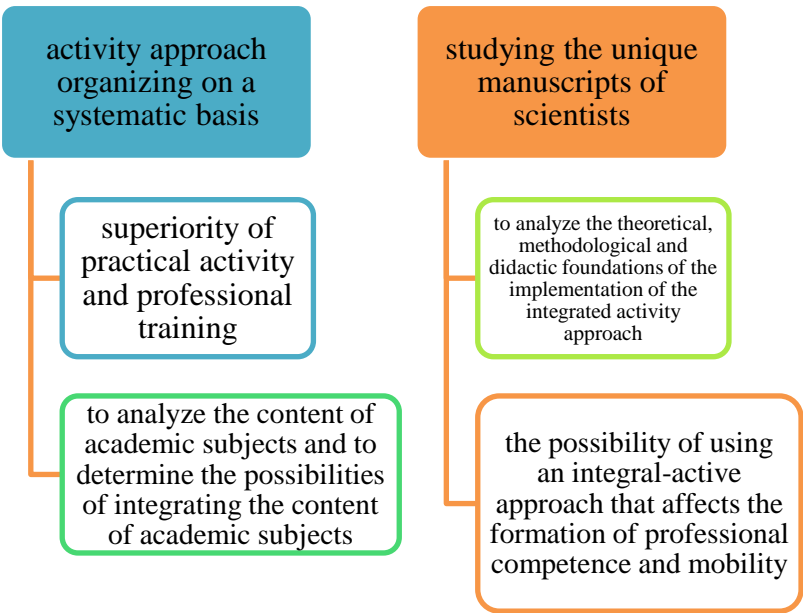 activity approach
organizing on a
systematic basis
superiority of
practical activity
and professional
training
to analyze the content of
academic subjects and to
determine the possibilities
of integrating the content
of academic subjects
studying the unique
manuscripts of
scientists
to analyze the theoretical,
methodological and
didactic foundations of the
implementation of the
integrated activity
approach
the possibility of using
an integral-active
approach that affects the
formation of professional
competence and mobility